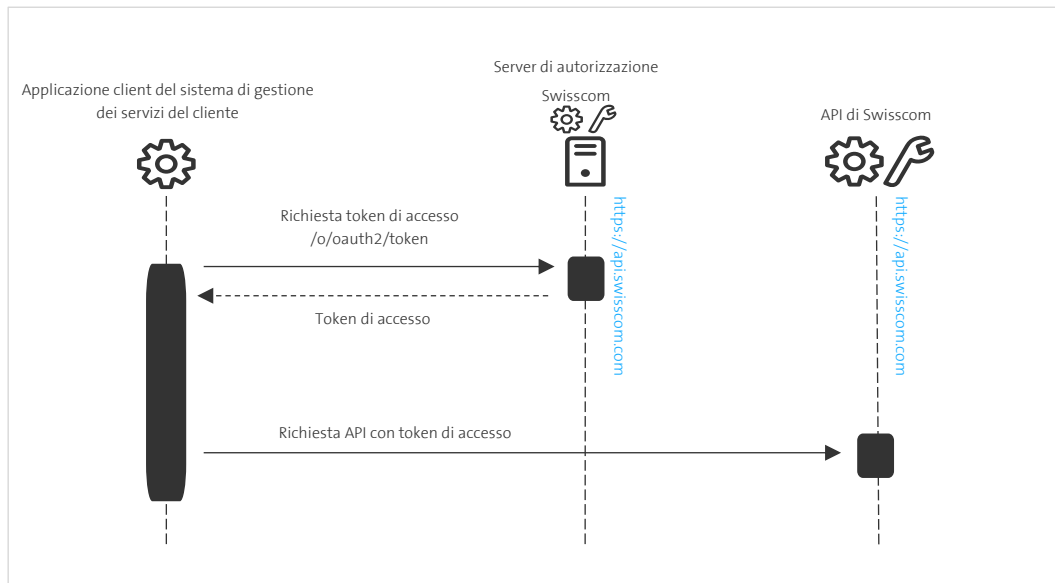 Applicazione client del sistema di gestione
dei servizi del cliente
Server di autorizzazione
Swisscom
API di Swisscom
https://api.swisscom.com
https://api.swisscom.com
Richiesta token di accesso
/o/oauth2/token
Token di accesso
Richiesta API con token di accesso